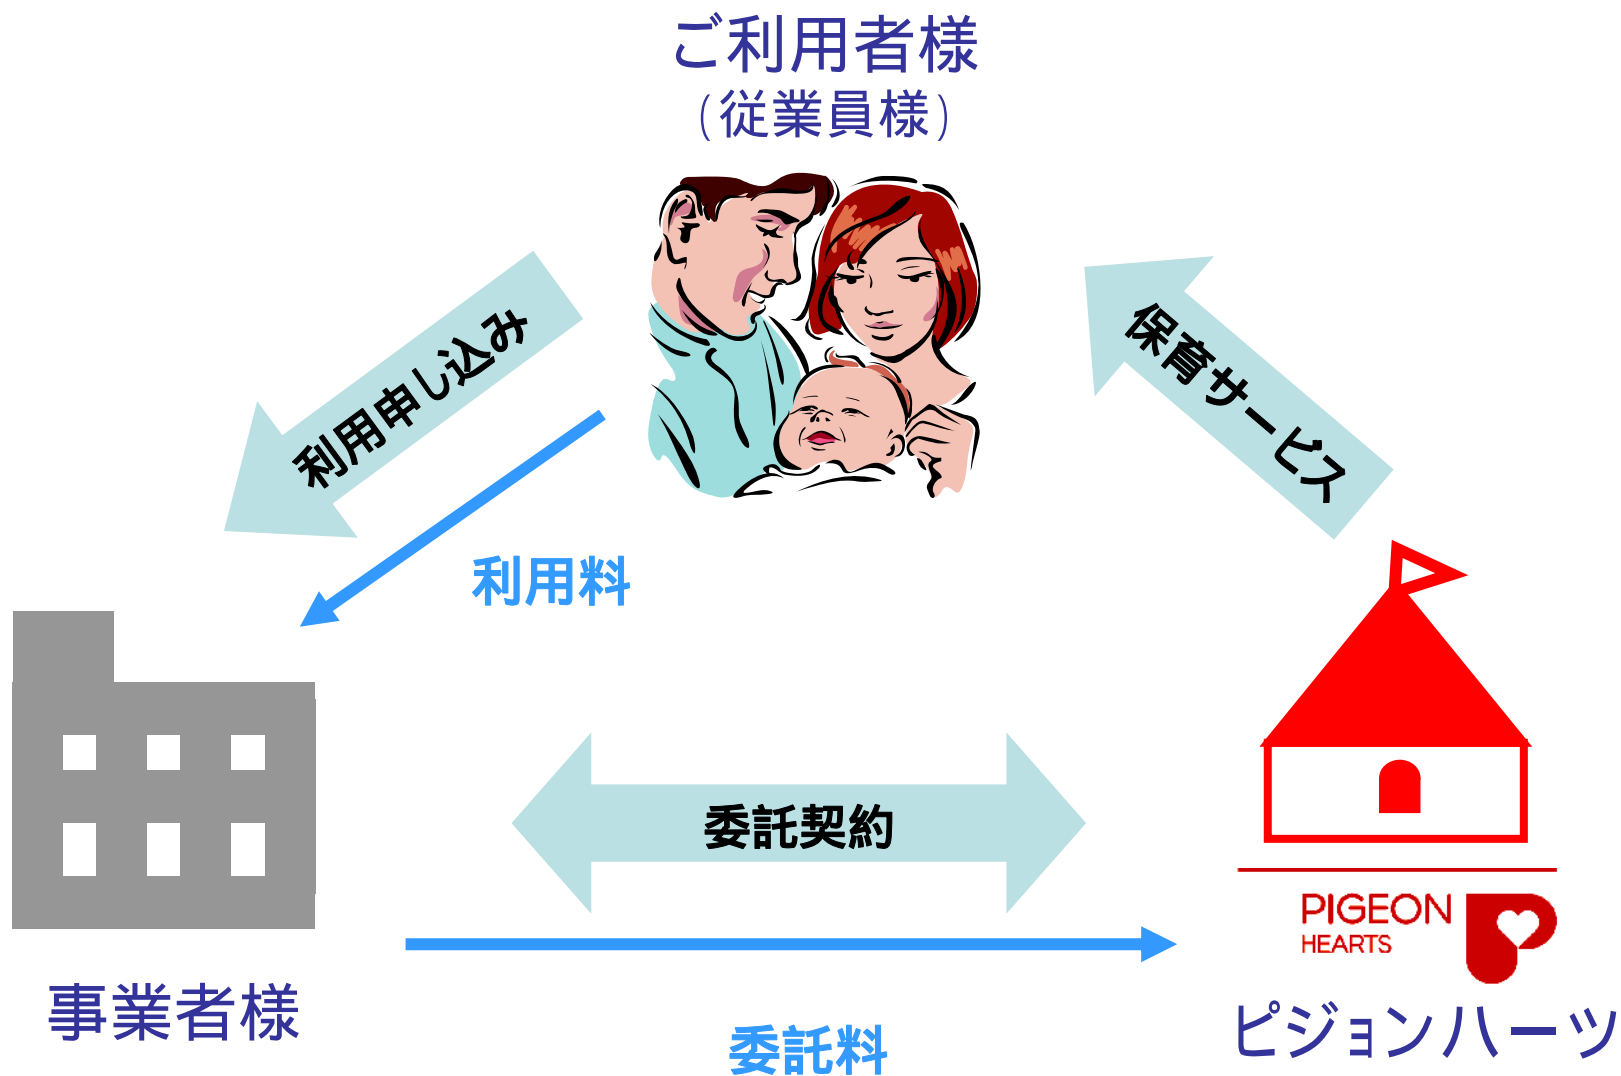 ご利用者様
(従業員様)
利用申し込み
保育サービス
利用料
委託契約
PIGEON
HEARTS
事業者様
委託料
ピジョンハーツ